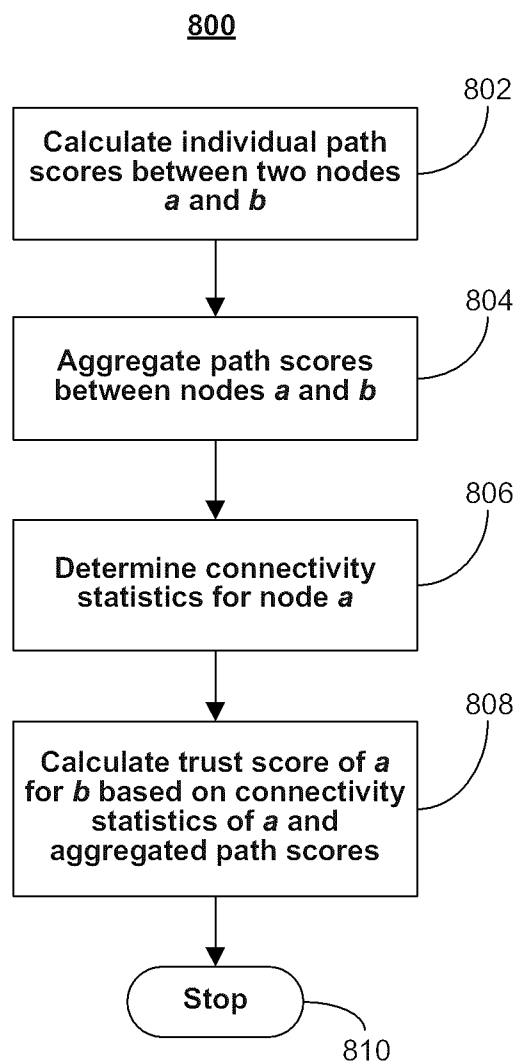 800
802
Calculate individual path
scores between two nodes
a and b
804
Aggregate path scores
between nodes a and b
806
Determine connectivity
statistics for node a
808
Calculate trust score of a
for b based on connectivity
statistics of a and
aggregated path scores
Stop
810